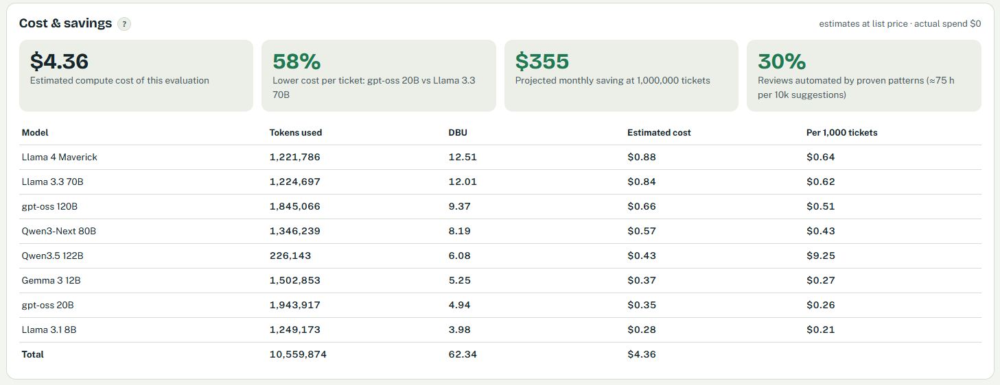 Cost & savings ?
estimates at list price · actual spend $0
$4.36
Estimated compute cost of this evaluation
58%
Lower cost per ticket: gpt-oss 20B vs Llama 3.3
70B
$355
Projected monthly saving at 1,000,000 tickets
30%
Reviews automated by proven patterns (≈75 h
per 10k suggestions)
Model Tokens used DBU Estimated cost Per 1,000 tickets
Llama 4 Maverick 1,221,786 12.51 $0.88 $0.64
Llama 3.3 70B 1,224,697 12.01 $0.84 $0.62
gpt-oss 120B 1,845,066 9.37 $0.66 $0.51
Qwen3-Next 80B 1,346,239 8.19 $0.57 $0.43
Qwen3.5 122B 226,143 6.08 $0.43 $9.25
Gemma 3 12B 1,502,853 5.25 $0.37 $0.27
gpt-oss 20B 1,943,917 4.94 $0.35 $0.26
Llama 3.1 8B 1,249,173 3.98 $0.28 $0.21
Total 10,559,874 62.34 $4.36